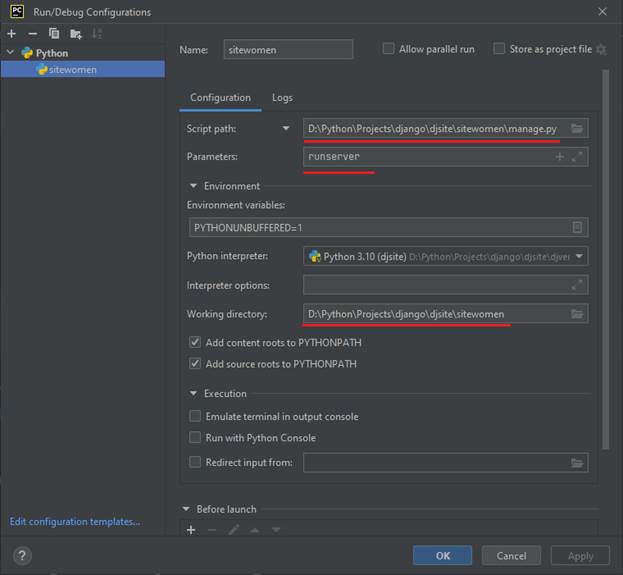 PC
Run/Debug Configurations
Python
sitewomen
Name: sitewomen
Allow parallel run
Store as project file
Configuration Logs
Script path: D:\Python\Projects\django\djsite\sitewomen\manage.py
Parameters: runserver
Environment
Environment variables:
PYTHONUNBUFFERED=1
Python interpreter: Python 3.10 (djsite) D:\Python\Projects\django\djsite\djver
Interpreter options:
Working directory: D:\Python\Projects\django\djsite\sitewomen
Add content roots to PYTHONPATH
Add source roots to PYTHONPATH
Execution
Emulate terminal in output console
Run with Python Console
Redirect input from:
Before launch
Edit configuration templates...
?
OK Cancel Apply